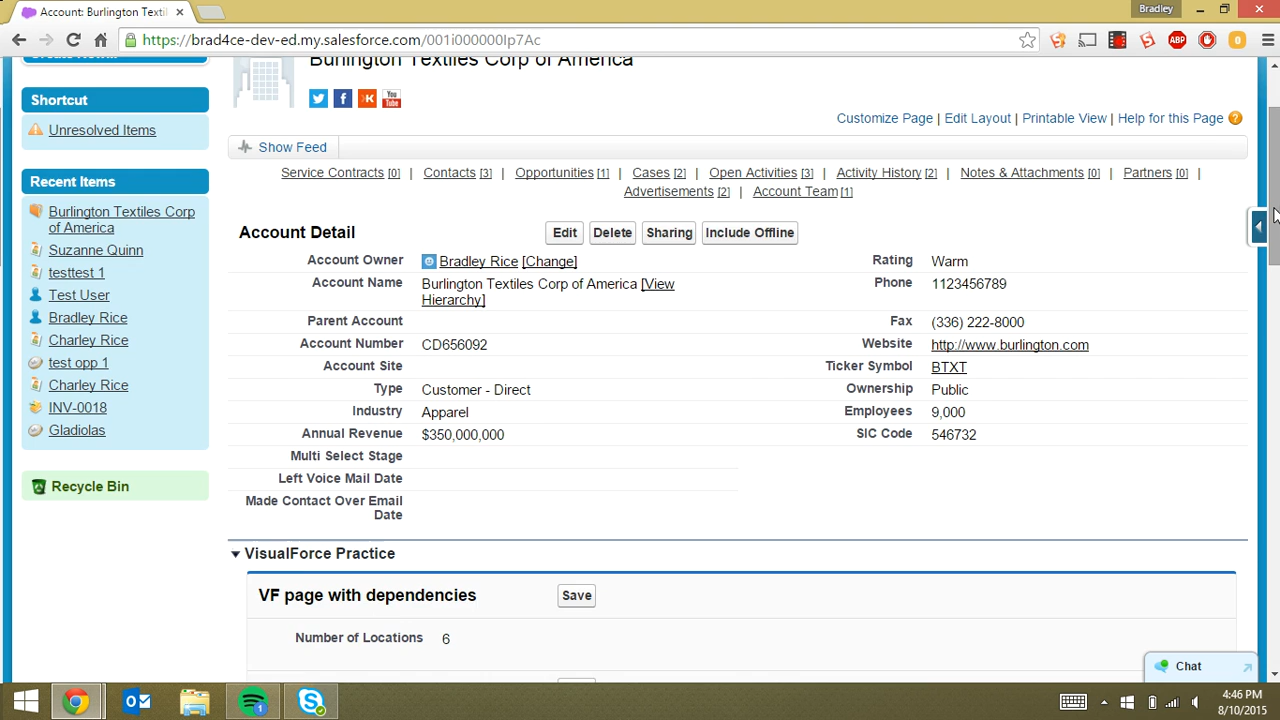 Account: Burlington Textil
Bradley
https://brad4ce-dev-ed.my.salesforce.com/001i000000Ip7Ac
ABP
0
Burlington Textiles Corp of America
You Tube
Customize Page | Edit Layout | Printable View | Help for this Page ?
Shortcut
Unresolved Items
Show Feed
Service Contracts [0] | Contacts [3] | Opportunities [1] | Cases [2] | Open Activities [3] | Activity History [2] | Notes & Attachments [0] | Partners [0] |
Advertisements [2] | Account Team [1]
Recent Items
Burlington Textiles Corp
of America
Suzanne Quinn
testtest 1
Test User
Bradley Rice
Charley Rice
test opp 1
Charley Rice
INV-0018
Gladiolas
Recycle Bin
Account Detail Edit Delete Sharing Include Offline
Account Owner Bradley Rice [Change] Rating Warm
Account Name Burlington Textiles Corp of America [View
Hierarchy] Phone 1123456789
Parent Account Fax (336) 222-8000
Account Number CD656092 Website http://www.burlington.com
Account Site Ticker Symbol BTXT
Type Customer - Direct Ownership Public
Industry Apparel Employees 9,000
Annual Revenue $350,000,000 SIC Code 546732
Multi Select Stage
Left Voice Mail Date
Made Contact Over Email
Date
VisualForce Practice
VF page with dependencies Save
Number of Locations 6
Chat
1
4:46 PM
8/10/2015